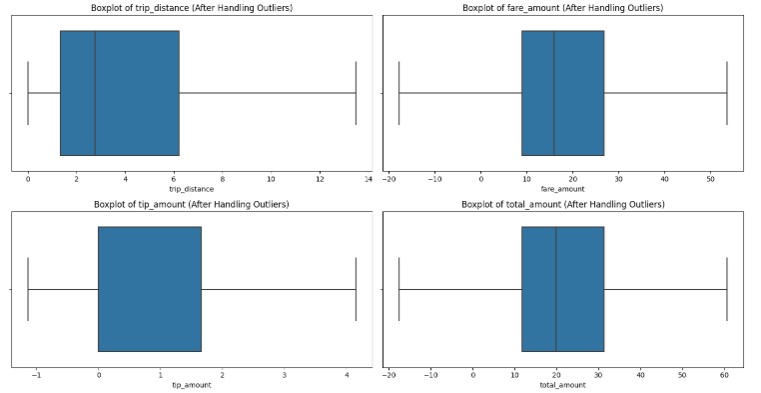 Boxplot of trip_distance (After Handling Outliers)
0 2 4 6 8 10 12 14
trip_distance
Boxplot of fare_amount (After Handling Outliers)
−20 −10 0 10 20 30 40 50
fare_amount
Boxplot of tip_amount (After Handling Outliers)
−1 0 1 2 3 4
tip_amount
Boxplot of total_amount (After Handling Outliers)
−20 −10 0 10 20 30 40 50 60
total_amount